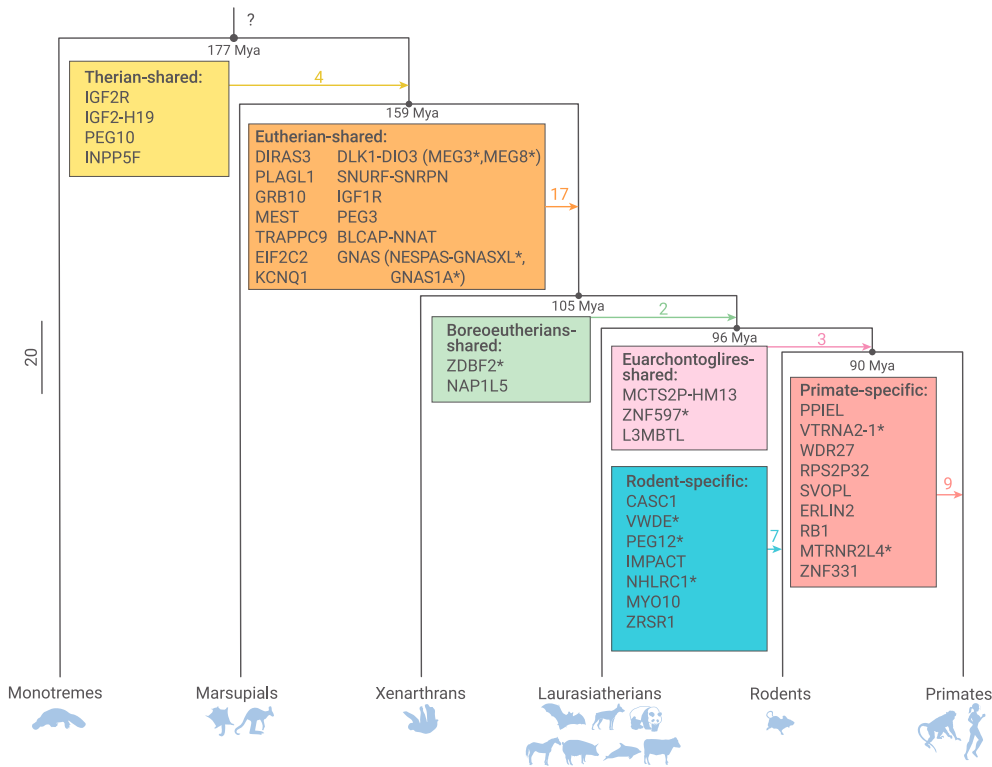 ?
177 Mya
Therian-shared:
IGF2R
IGF2-H19
PEG10
INPP5F
4
159 Mya
Eutherian-shared:
DIRAS3 DLK1-DIO3 (MEG3*,MEG8*)
PLAGL1 SNURF-SNRPN
GRB10 IGF1R
MEST PEG3
TRAPPC9 BLCAP-NNAT
EIF2C2 GNAS (NESPAS-GNASXL*,
KCNQ1 GNAS1A*)
17
105 Mya
Boreoeutherians-
shared:
ZDBF2*
NAP1L5
2
96 Mya
Euarchontoglires-
shared:
MCTS2P-HM13
ZNF597*
L3MBTL
3
90 Mya
Primate-specific:
PPIEL
VTRNA2-1*
WDR27
RPS2P32
SVOPL
ERLIN2
RB1
MTRNR2L4*
ZNF331
9
Rodent-specific:
CASC1
VWDE*
PEG12*
IMPACT
NHLRC1*
MYO10
ZRSR1
7
20
Monotremes
Marsupials
Xenarthrans
Laurasiatherians
Rodents
Primates